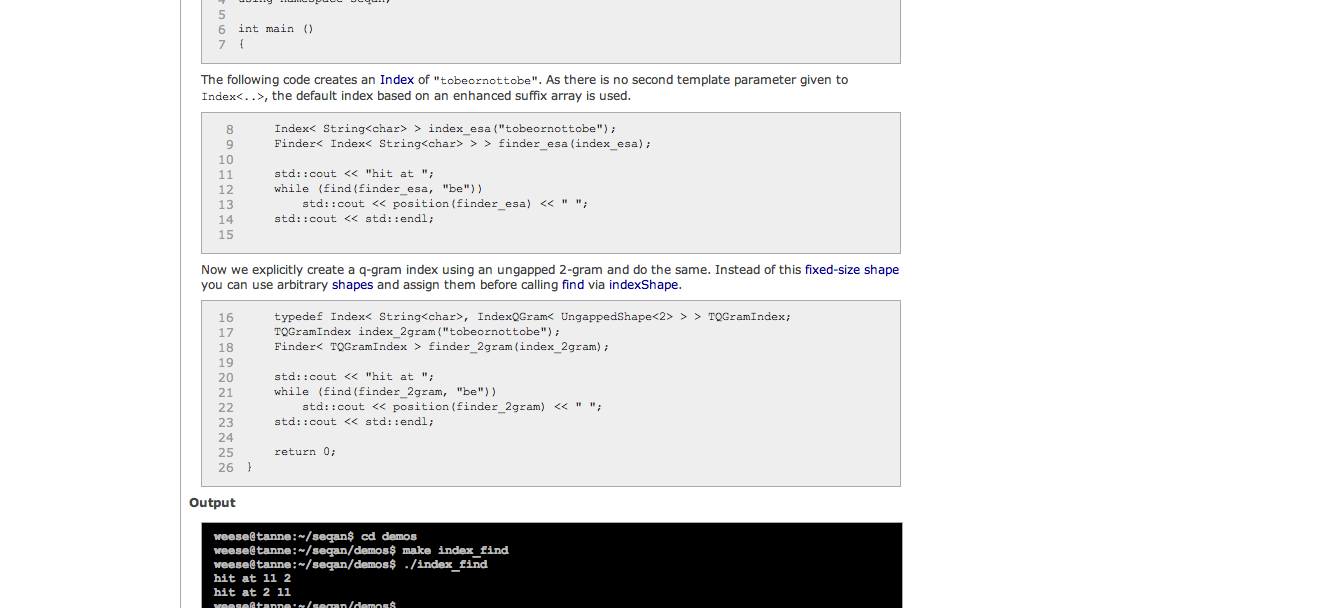 4 using namespace seqan;
5
6 int main ()
7 {
The following code creates an Index of "tobeornottobe". As there is no second template parameter given to
Index<..>, the default index based on an enhanced suffix array is used.
8 Index< String<char> > index_esa("tobeornottobe");
9 Finder< Index< String<char> > > finder_esa(index_esa);
10
11 std::cout << "hit at ";
12 while (find(finder_esa, "be"))
13 std::cout << position(finder_esa) << " ";
14 std::cout << std::endl;
15
Now we explicitly create a q-gram index using an ungapped 2-gram and do the same. Instead of this fixed-size shape
you can use arbitrary shapes and assign them before calling find via indexShape.
16 typedef Index< String<char>, IndexQGram< UngappedShape<2> > > TQGramIndex;
17 TQGramIndex index_2gram("tobeornottobe");
18 Finder< TQGramIndex > finder_2gram(index_2gram);
19
20 std::cout << "hit at ";
21 while (find(finder_2gram, "be"))
22 std::cout << position(finder_2gram) << " ";
23 std::cout << std::endl;
24
25 return 0;
26 }
Output
weese@tanne:~/seqan$ cd demos
weese@tanne:~/seqan/demos$ make index_find
weese@tanne:~/seqan/demos$ ./index_find
hit at 11 2
hit at 2 11
weese@tanne:~/seqan/demos$